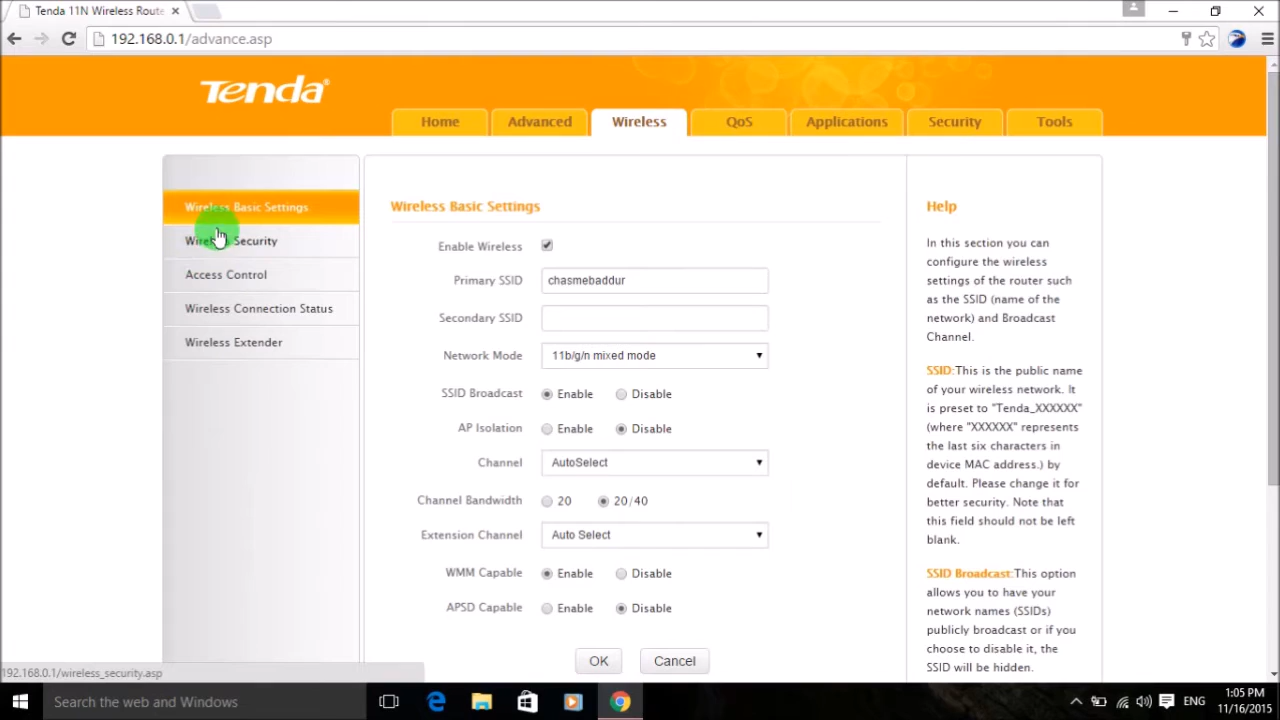 Tenda 11N Wireless Route
192.168.0.1/advance.asp
Tenda®
Home Advanced Wireless QoS Applications Security Tools
Wireless Basic Settings
Wireless Security
Access Control
Wireless Connection Status
Wireless Extender
Wireless Basic Settings
Enable Wireless
Primary SSID chasmebaddur
Secondary SSID
Network Mode 11b/g/n mixed mode
SSID Broadcast Enable Disable
AP Isolation Enable Disable
Channel AutoSelect
Channel Bandwidth 20 20/40
Extension Channel Auto Select
WMM Capable Enable Disable
APSD Capable Enable Disable
OK Cancel
Help
In this section you can
configure the wireless
settings of the router such
as the SSID (name of the
network) and Broadcast
Channel.
SSID:This is the public name
of your wireless network. It
is preset to "Tenda_XXXXXX"
(where "XXXXXX" represents
the last six characters in
device MAC address.) by
default. Please change it for
better security. Note that
this field should not be left
blank.
SSID Broadcast:This option
allows you to have your
network names (SSIDs)
publicly broadcast or if you
choose to disable it, the
SSID will be hidden.
192.168.0.1/wireless_security.asp
Search the web and Windows
ENG
1:05 PM
11/16/2015